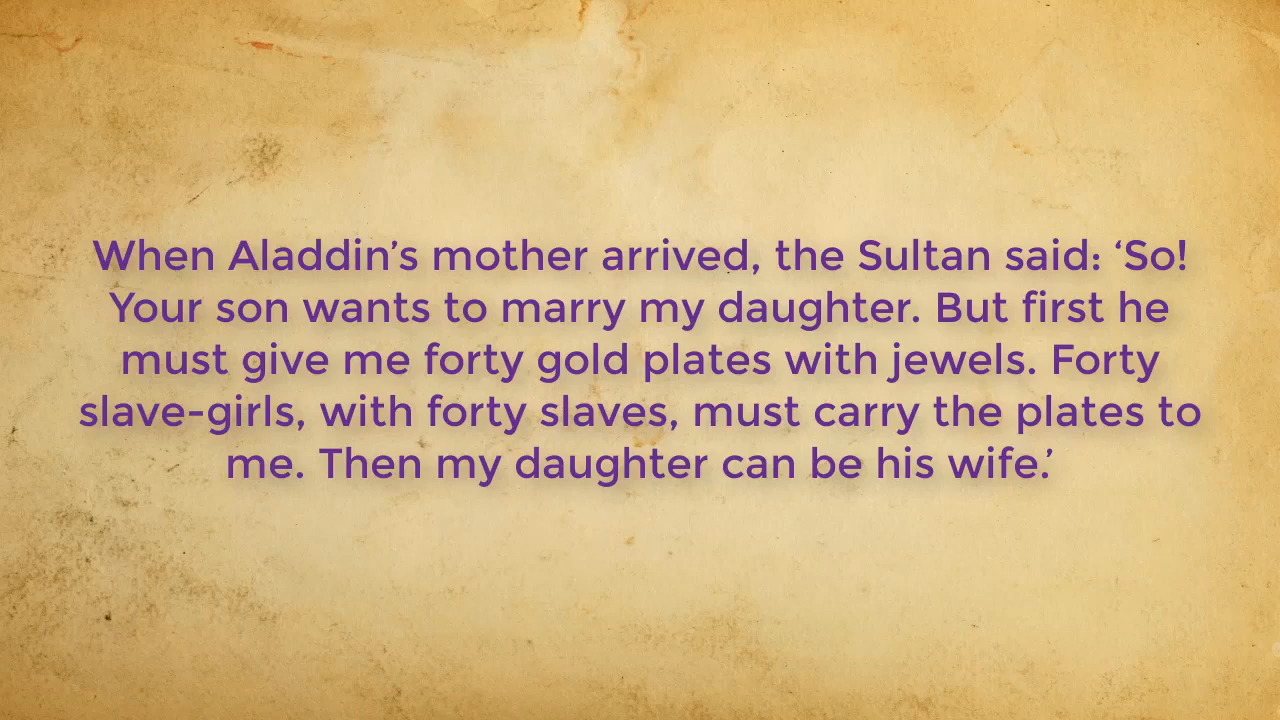 When Aladdin’s mother arrived, the Sultan said: ‘So!
Your son wants to marry my daughter. But first he
must give me forty gold plates with jewels. Forty
slave-girls, with forty slaves, must carry the plates to
me. Then my daughter can be his wife.’